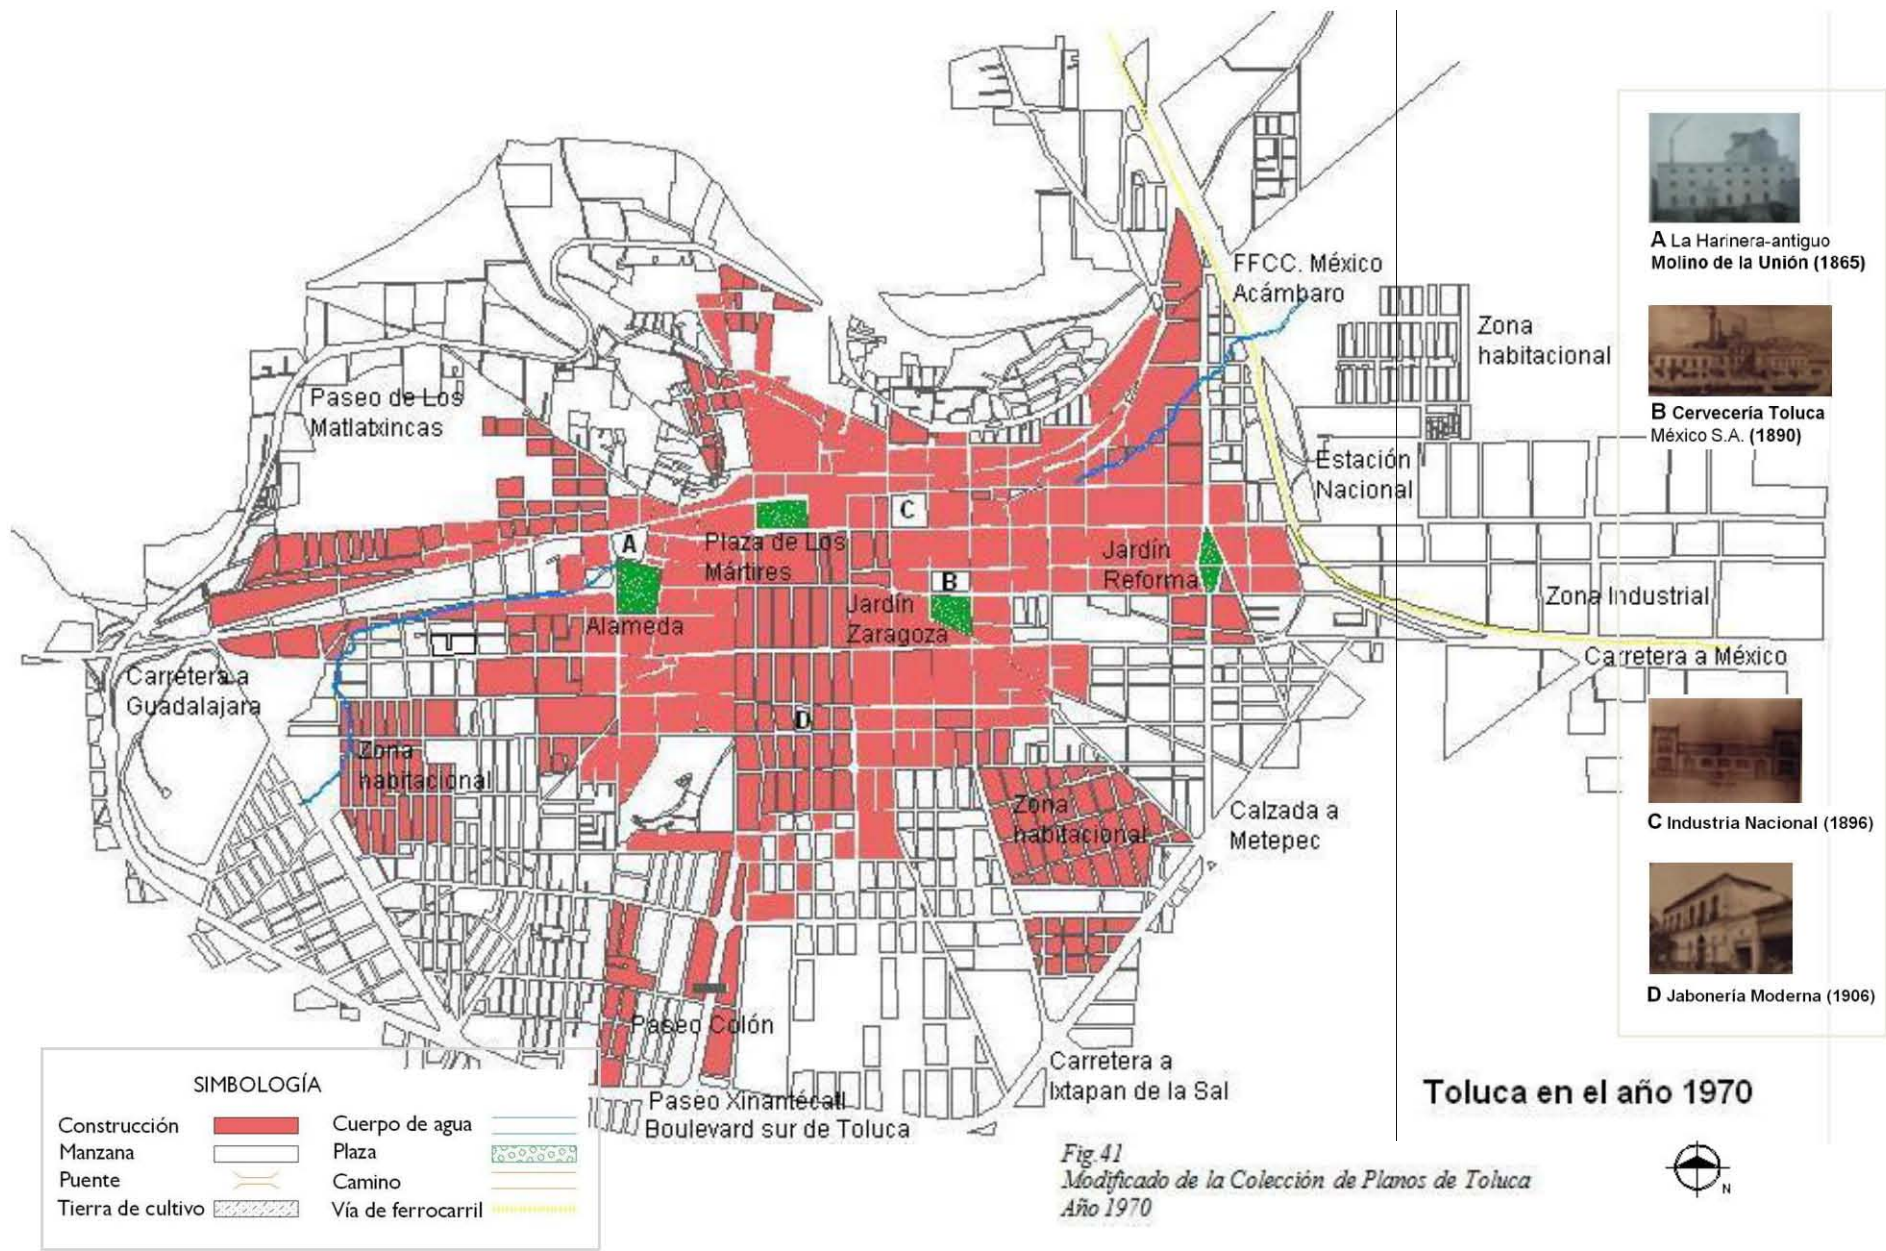 FFCC. México
Acámbaro
Zona
habitacional
Paseo de Los
Matlatxincas
Estación
Nacional
C
A
Plaza de Los
Mártires
Jardín
Reforma
B
Jardín
Zaragoza
Zona Industrial
Alameda
Carretera a
Guadalajara
Carretera a México
D
Zona
habitacional
Zona
habitacional
Calzada a
Metepec
Paseo Colón
Carretera a
Ixtapan de la Sal
Paseo Xinantécatl
Boulevard sur de Toluca
A La Harinera-antiguo
Molino de la Unión (1865)
B Cervecería Toluca
México S.A. (1890)
C Industria Nacional (1896)
D Jabonería Moderna (1906)
Toluca en el año 1970
N
SIMBOLOGÍA
Construcción
Manzana
Puente
Tierra de cultivo
Cuerpo de agua
Plaza
Camino
Vía de ferrocarril
Fig.41
Modificado de la Colección de Planos de Toluca
Año 1970